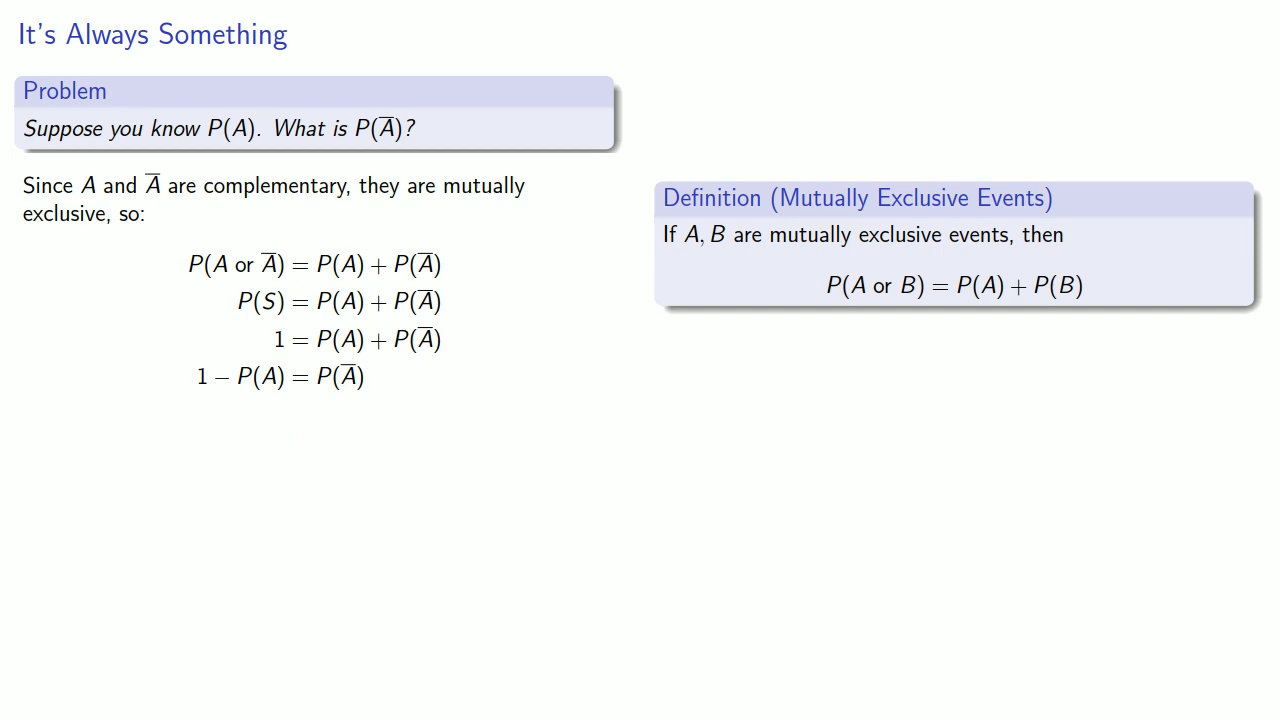 It's Always Something
Problem
Suppose you know P(A). What is P(A̅)?
Since A and A̅ are complementary, they are mutually
exclusive, so:
P(A or A̅) = P(A) + P(A̅)
P(S) = P(A) + P(A̅)
1 = P(A) + P(A̅)
1 − P(A) = P(A̅)
Definition (Mutually Exclusive Events)
If A, B are mutually exclusive events, then
P(A or B) = P(A) + P(B)